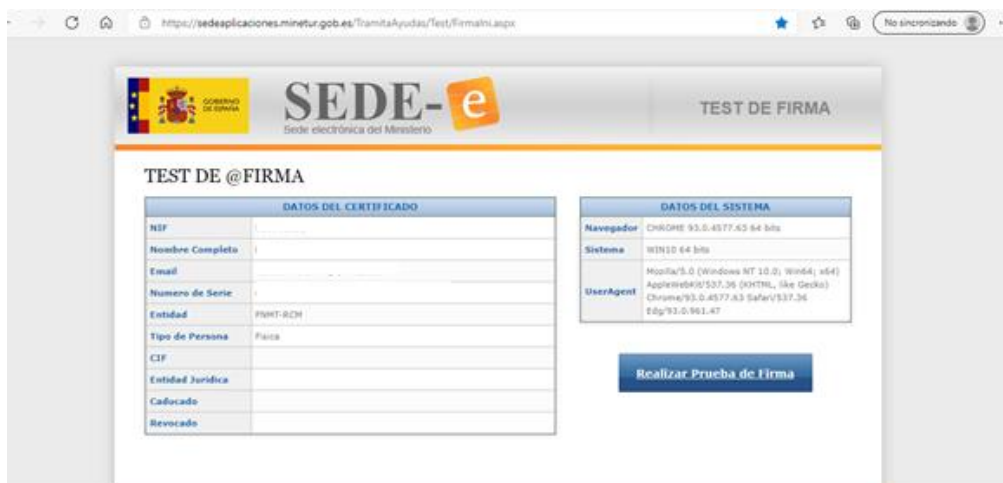 https://sedeaplicaciones.minetur.gob.es/TramitaAyudas/Test/FirmaIni.aspx
No sincronizando
GOBIERNO
DE ESPAÑA
SEDE-e
Sede electrónica del Ministerio
TEST DE FIRMA
TEST DE @FIRMA
DATOS DEL CERTIFICADO
NIF
Nombre Completo
Email
Numero de Serie
Entidad FNMT-RCM
Tipo de Persona Fisica
CIF
Entidad Juridica
Caducado
Revocado
DATOS DEL SISTEMA
Navegador CHROME 93.0.4577.63 64 bits
Sistema WIN10 64 bits
UserAgent Mozilla/5.0 (Windows NT 10.0; Win64; x64)
AppleWebKit/537.36 (KHTML, like Gecko)
Chrome/93.0.4577.63 Safari/537.36
Edg/93.0.961.47
Realizar Prueba de Firma